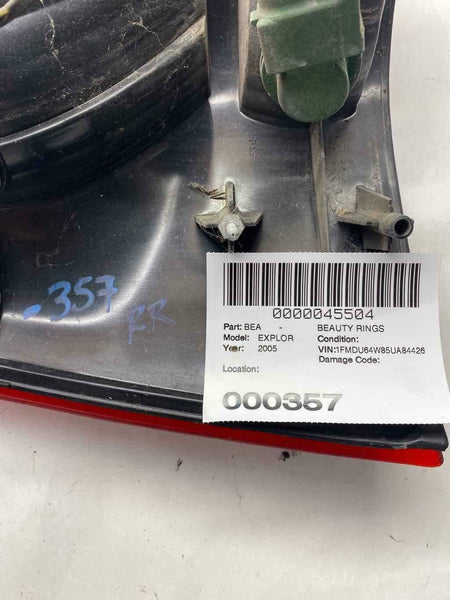 -357
RR
0000045504
Part: BEA - BEAUTY RINGS
Model: EXPLOR Condition:
Year: 2005 VIN:1FMDU64W85UA84426
Damage Code:
Location:
000357